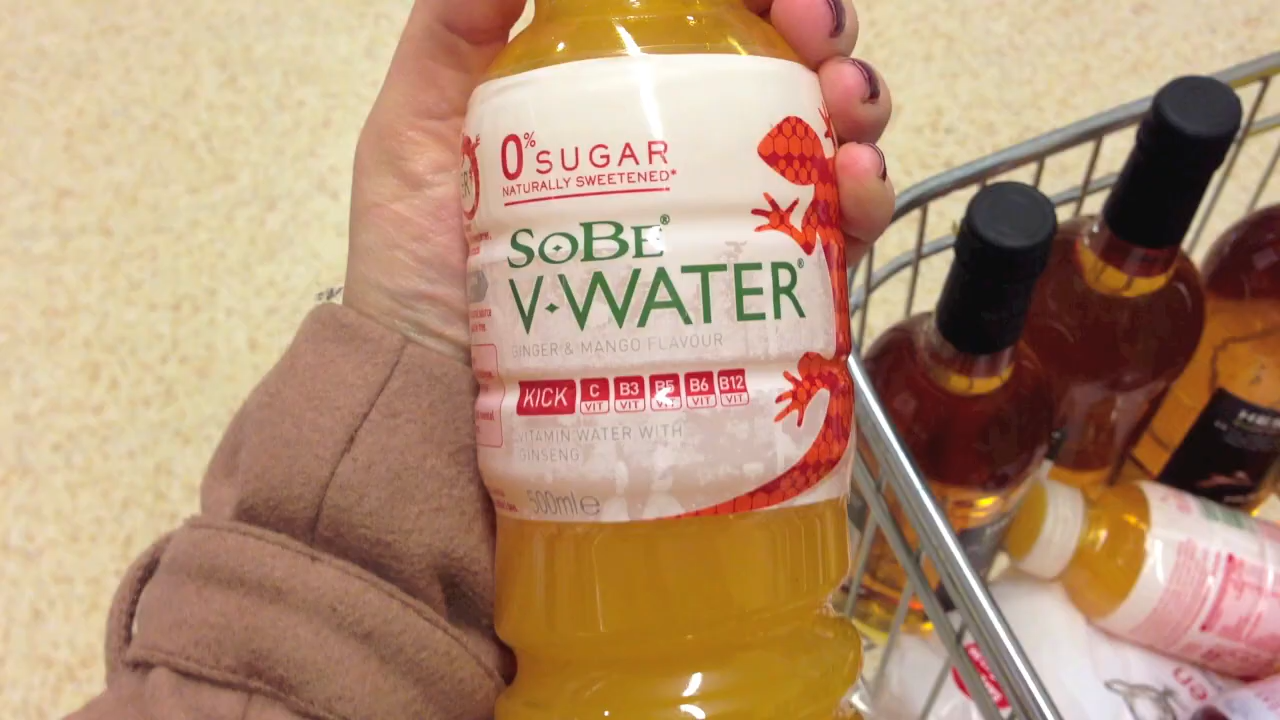 0% SUGAR
NATURALLY SWEETENED*
SOBE®
V·WATER®
GINGER & MANGO FLAVOUR
KICK C VIT B3 VIT B5 VIT B6 VIT B12 VIT
VITAMIN WATER WITH
GINSENG
500ml e